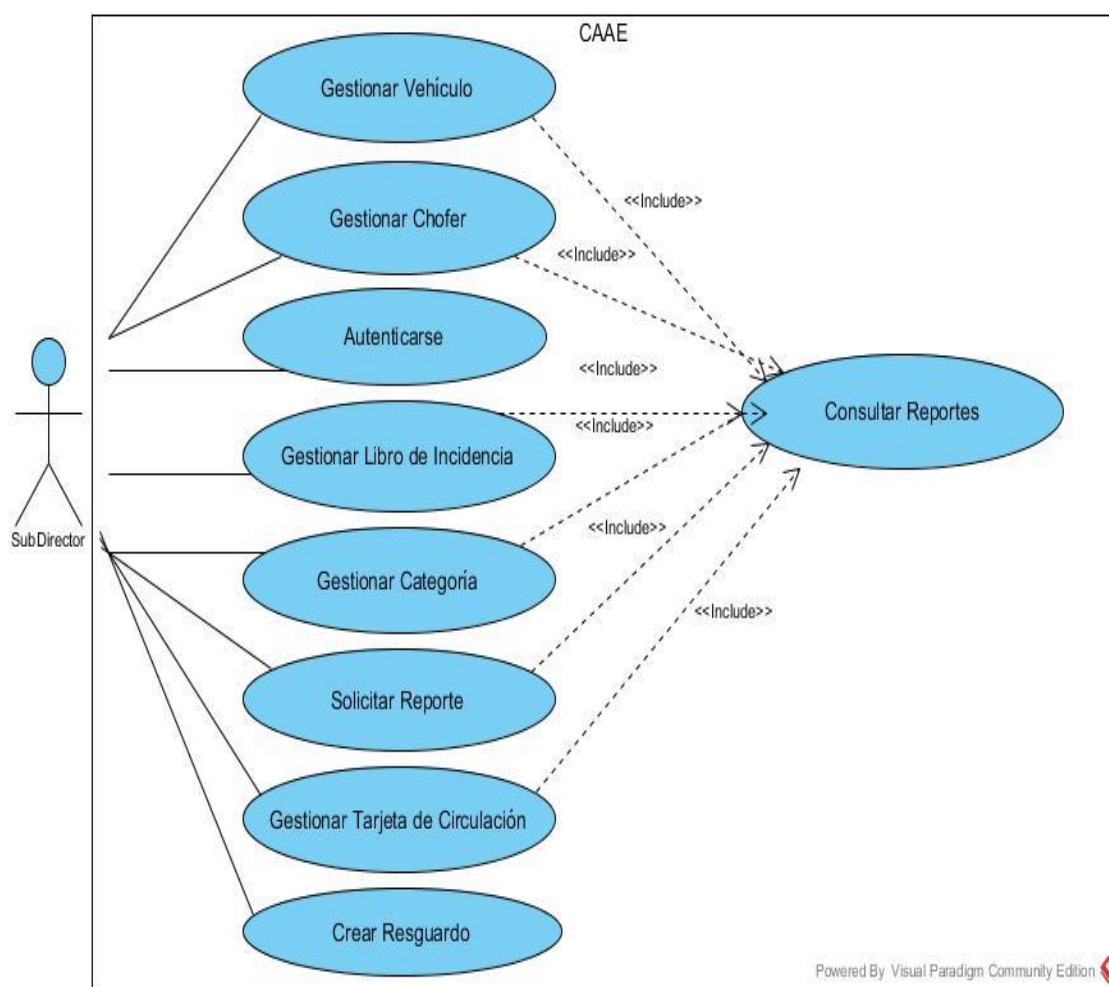 CAAE
Gestionar Vehículo
<<Include>>
Gestionar Chofer
<<Include>>
Autenticarse
<<Include>>
Consultar Reportes
<<Include>>
Gestionar Libro de Incidencia
SubDirector
<<Include>>
Gestionar Categoría
<<Include>>
Solicitar Reporte
Gestionar Tarjeta de Circulación
Crear Resguardo
Powered By Visual Paradigm Community Edition